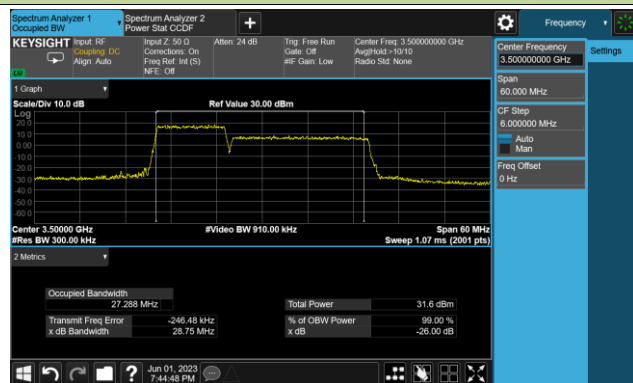 Spectrum Analyzer 1
Occupied BW
Spectrum Analyzer 2
Power Stat CCDF
Frequency
KEYSIGHT
Input: RF
Coupling: DC
Align: Auto
Input Z: 50 Ω
Corrections: On
Freq Ref: Int (S)
NFE: Off
Atten: 24 dB
Trig: Free Run
Gate: Off
#IF Gain: Low
Center Freq: 3.500000000 GHz
Avg|Hold:>10/10
Radio Std: None
LXI
Center Frequency
3.500000000 GHz
Settings
Span
60.000 MHz
CF Step
6.000000 MHz
Auto
Man
Freq Offset
0 Hz
1 Graph
Scale/Div 10.0 dB
Ref Value 30.00 dBm
Log
20.0
10.0
0.00
-10.0
-20.0
-30.0
-40.0
-50.0
-60.0
Center 3.50000 GHz
#Video BW 910.00 kHz
Span 60 MHz
#Res BW 300.00 kHz
Sweep 1.07 ms (2001 pts)
2 Metrics
Occupied Bandwidth
27.288 MHz
Total Power
31.6 dBm
Transmit Freq Error
-246.48 kHz
% of OBW Power
99.00 %
x dB Bandwidth
28.75 MHz
x dB
-26.00 dB
?
Jun 01, 2023
7:44:48 PM